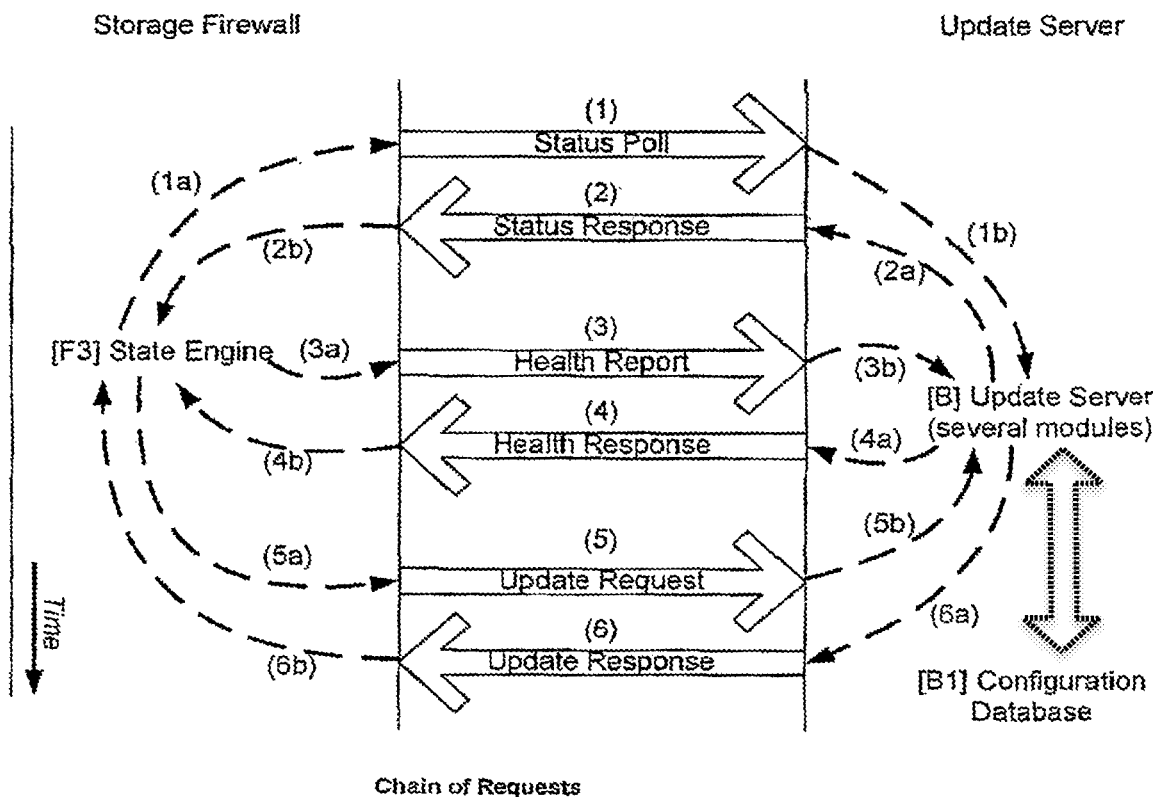 Storage Firewall
Update Server
(1)
Status Poll
(1a)
(2)
Status Response
(1b)
(2b)
(2a)
[F3] State Engine
(3a)
(3)
Health Report
(3b)
[B] Update Server
(several modules)
(4)
Health Response
(4a)
(4b)
(5)
(5a)
Update Request
(5b)
Time
(6)
(6a)
(6b)
Update Response
[B1] Configuration
Database
Chain of Requests